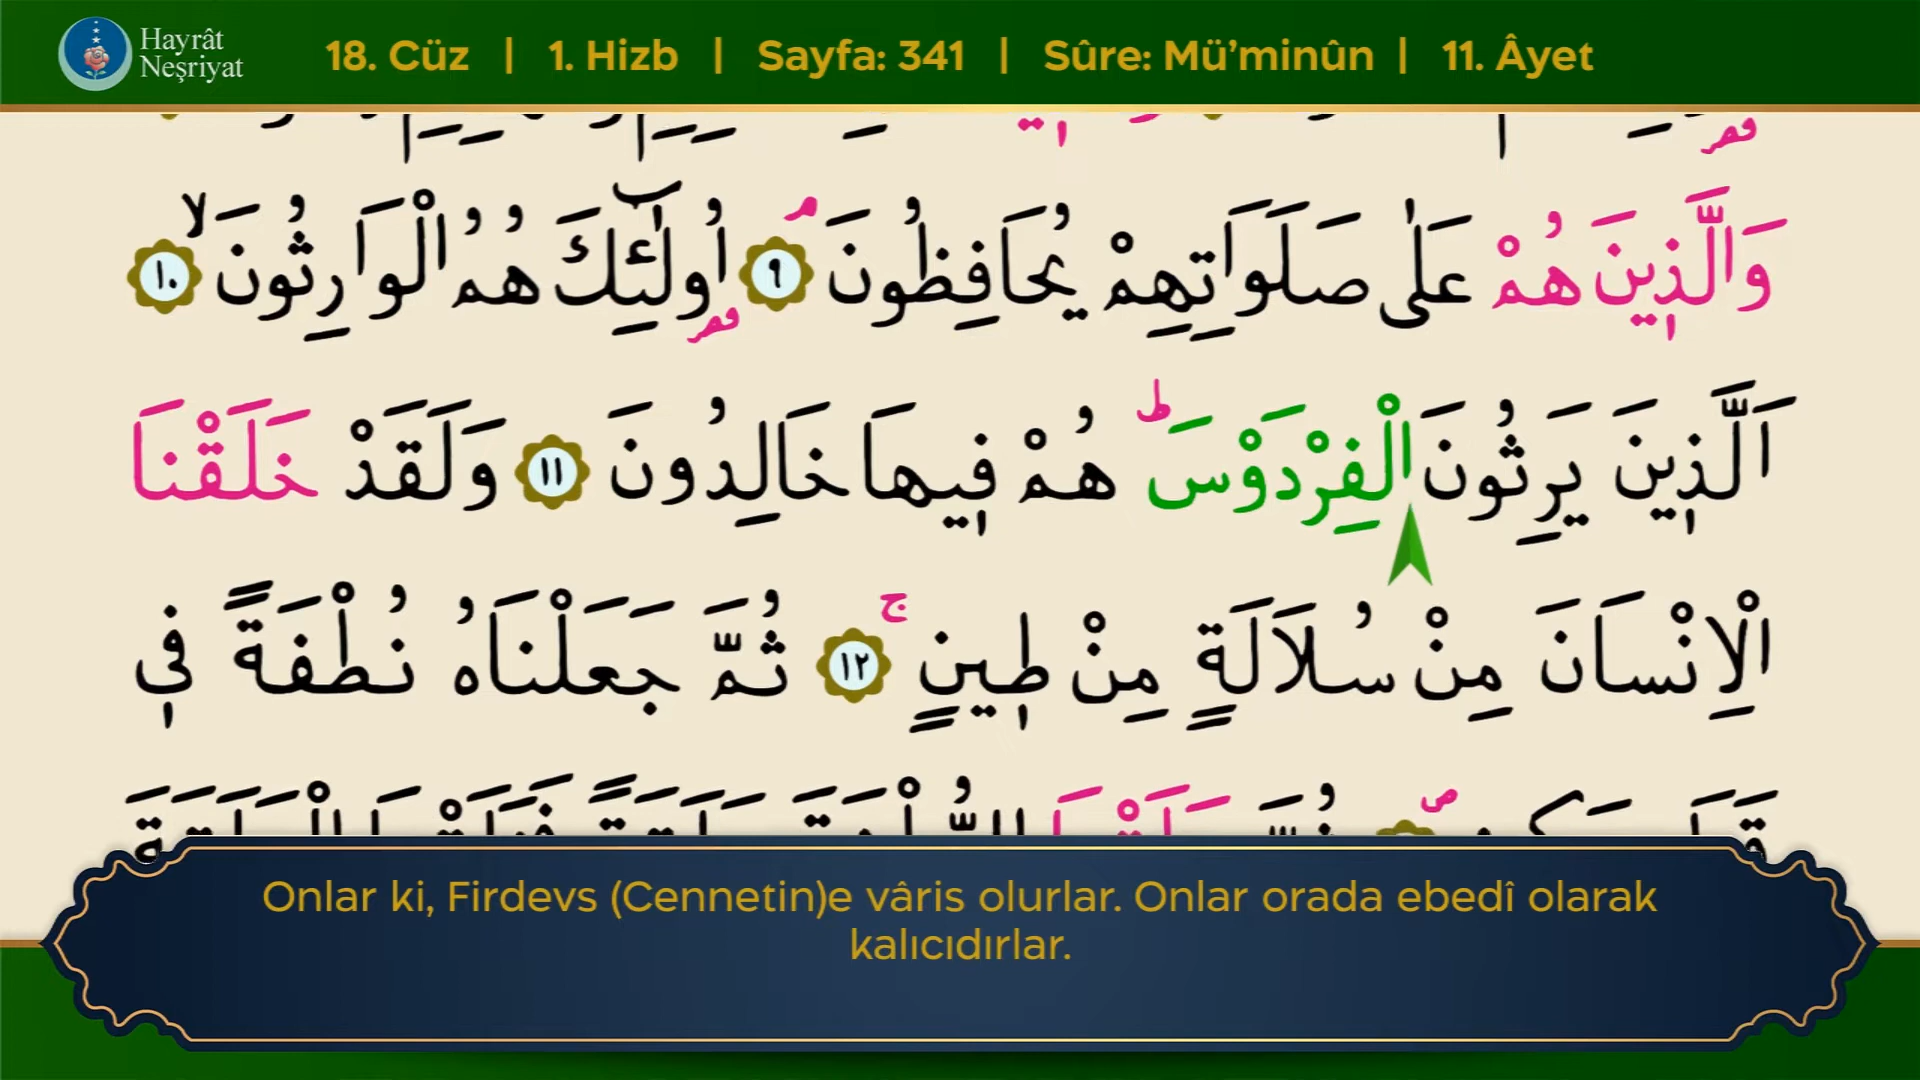 Hayrât
Neşriyat
18. Cüz | 1. Hizb | Sayfa: 341 | Sûre: Mü’minûn | 11. Âyet
وَالَّذ۪ينَ هُمْ عَلٰى صَلَوَاتِهِمْ يُحَافِظُونَ ۘ ﴿٩﴾ اُولٰٓئِكَ هُمُ الْوَارِثُونَ ۙ ﴿١٠﴾
اَلَّذ۪ينَ يَرِثُونَ الْفِرْدَوْسَ ۜ هُمْ ف۪يهَا خَالِدُونَ ﴿١١﴾ وَلَقَدْ خَلَقْنَا
الْاِنْسَانَ مِنْ سُلَالَةٍ مِنْ ط۪ينٍ ۚ ﴿١٢﴾ ثُمَّ جَعَلْنَاهُ نُطْفَةً ف۪ي
Onlar ki, Firdevs (Cennetin)e vâris olurlar. Onlar orada ebedî olarak
kalıcıdırlar.